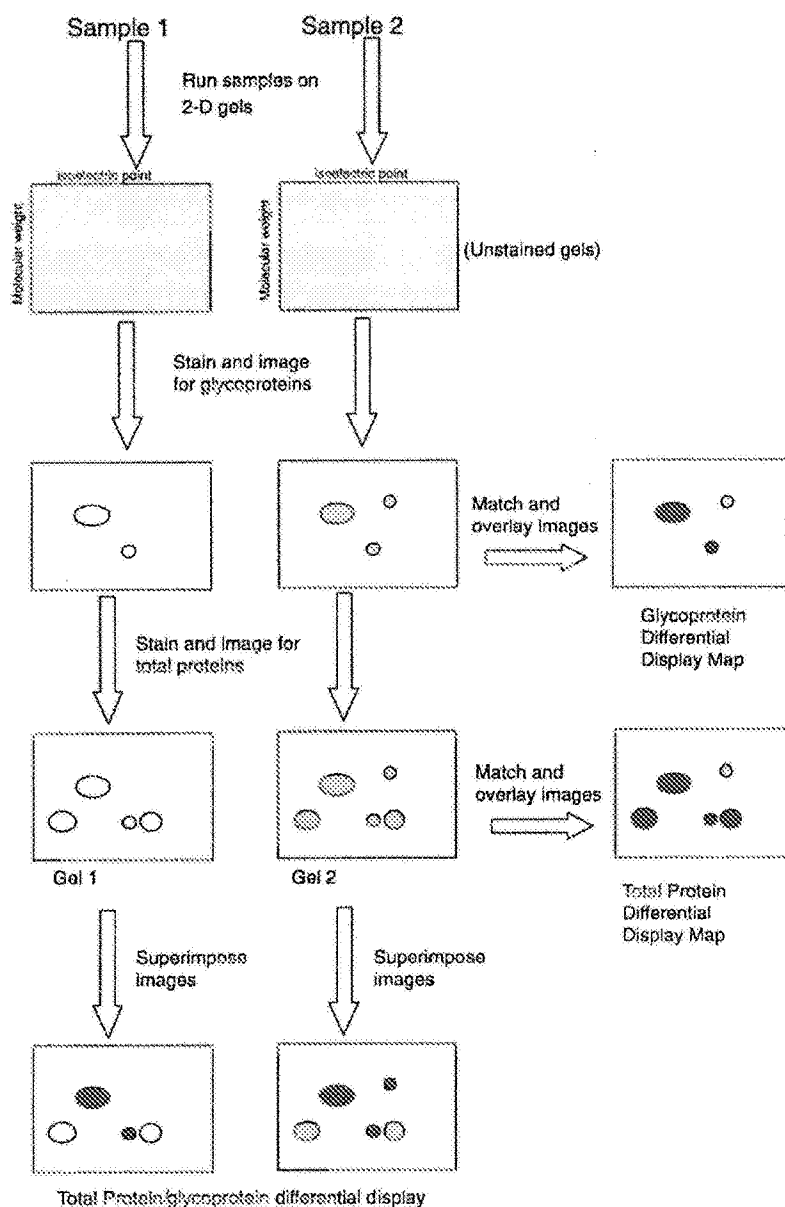 Sample 1
Sample 2
Run samples on
2-D gels
isoelectric point
isoelectric point
Molecular weight
Molecular weight
(Unstained gels)
Stain and image
for glycoproteins
Match and
overlay images
Glycoprotein
Differential
Display Map
Stain and image for
total proteins
Match and
overlay images
Gel 1
Gel 2
Total Protein
Differential
Display Map
Superimpose
images
Superimpose
images
Total Protein/glycoprotein differential display